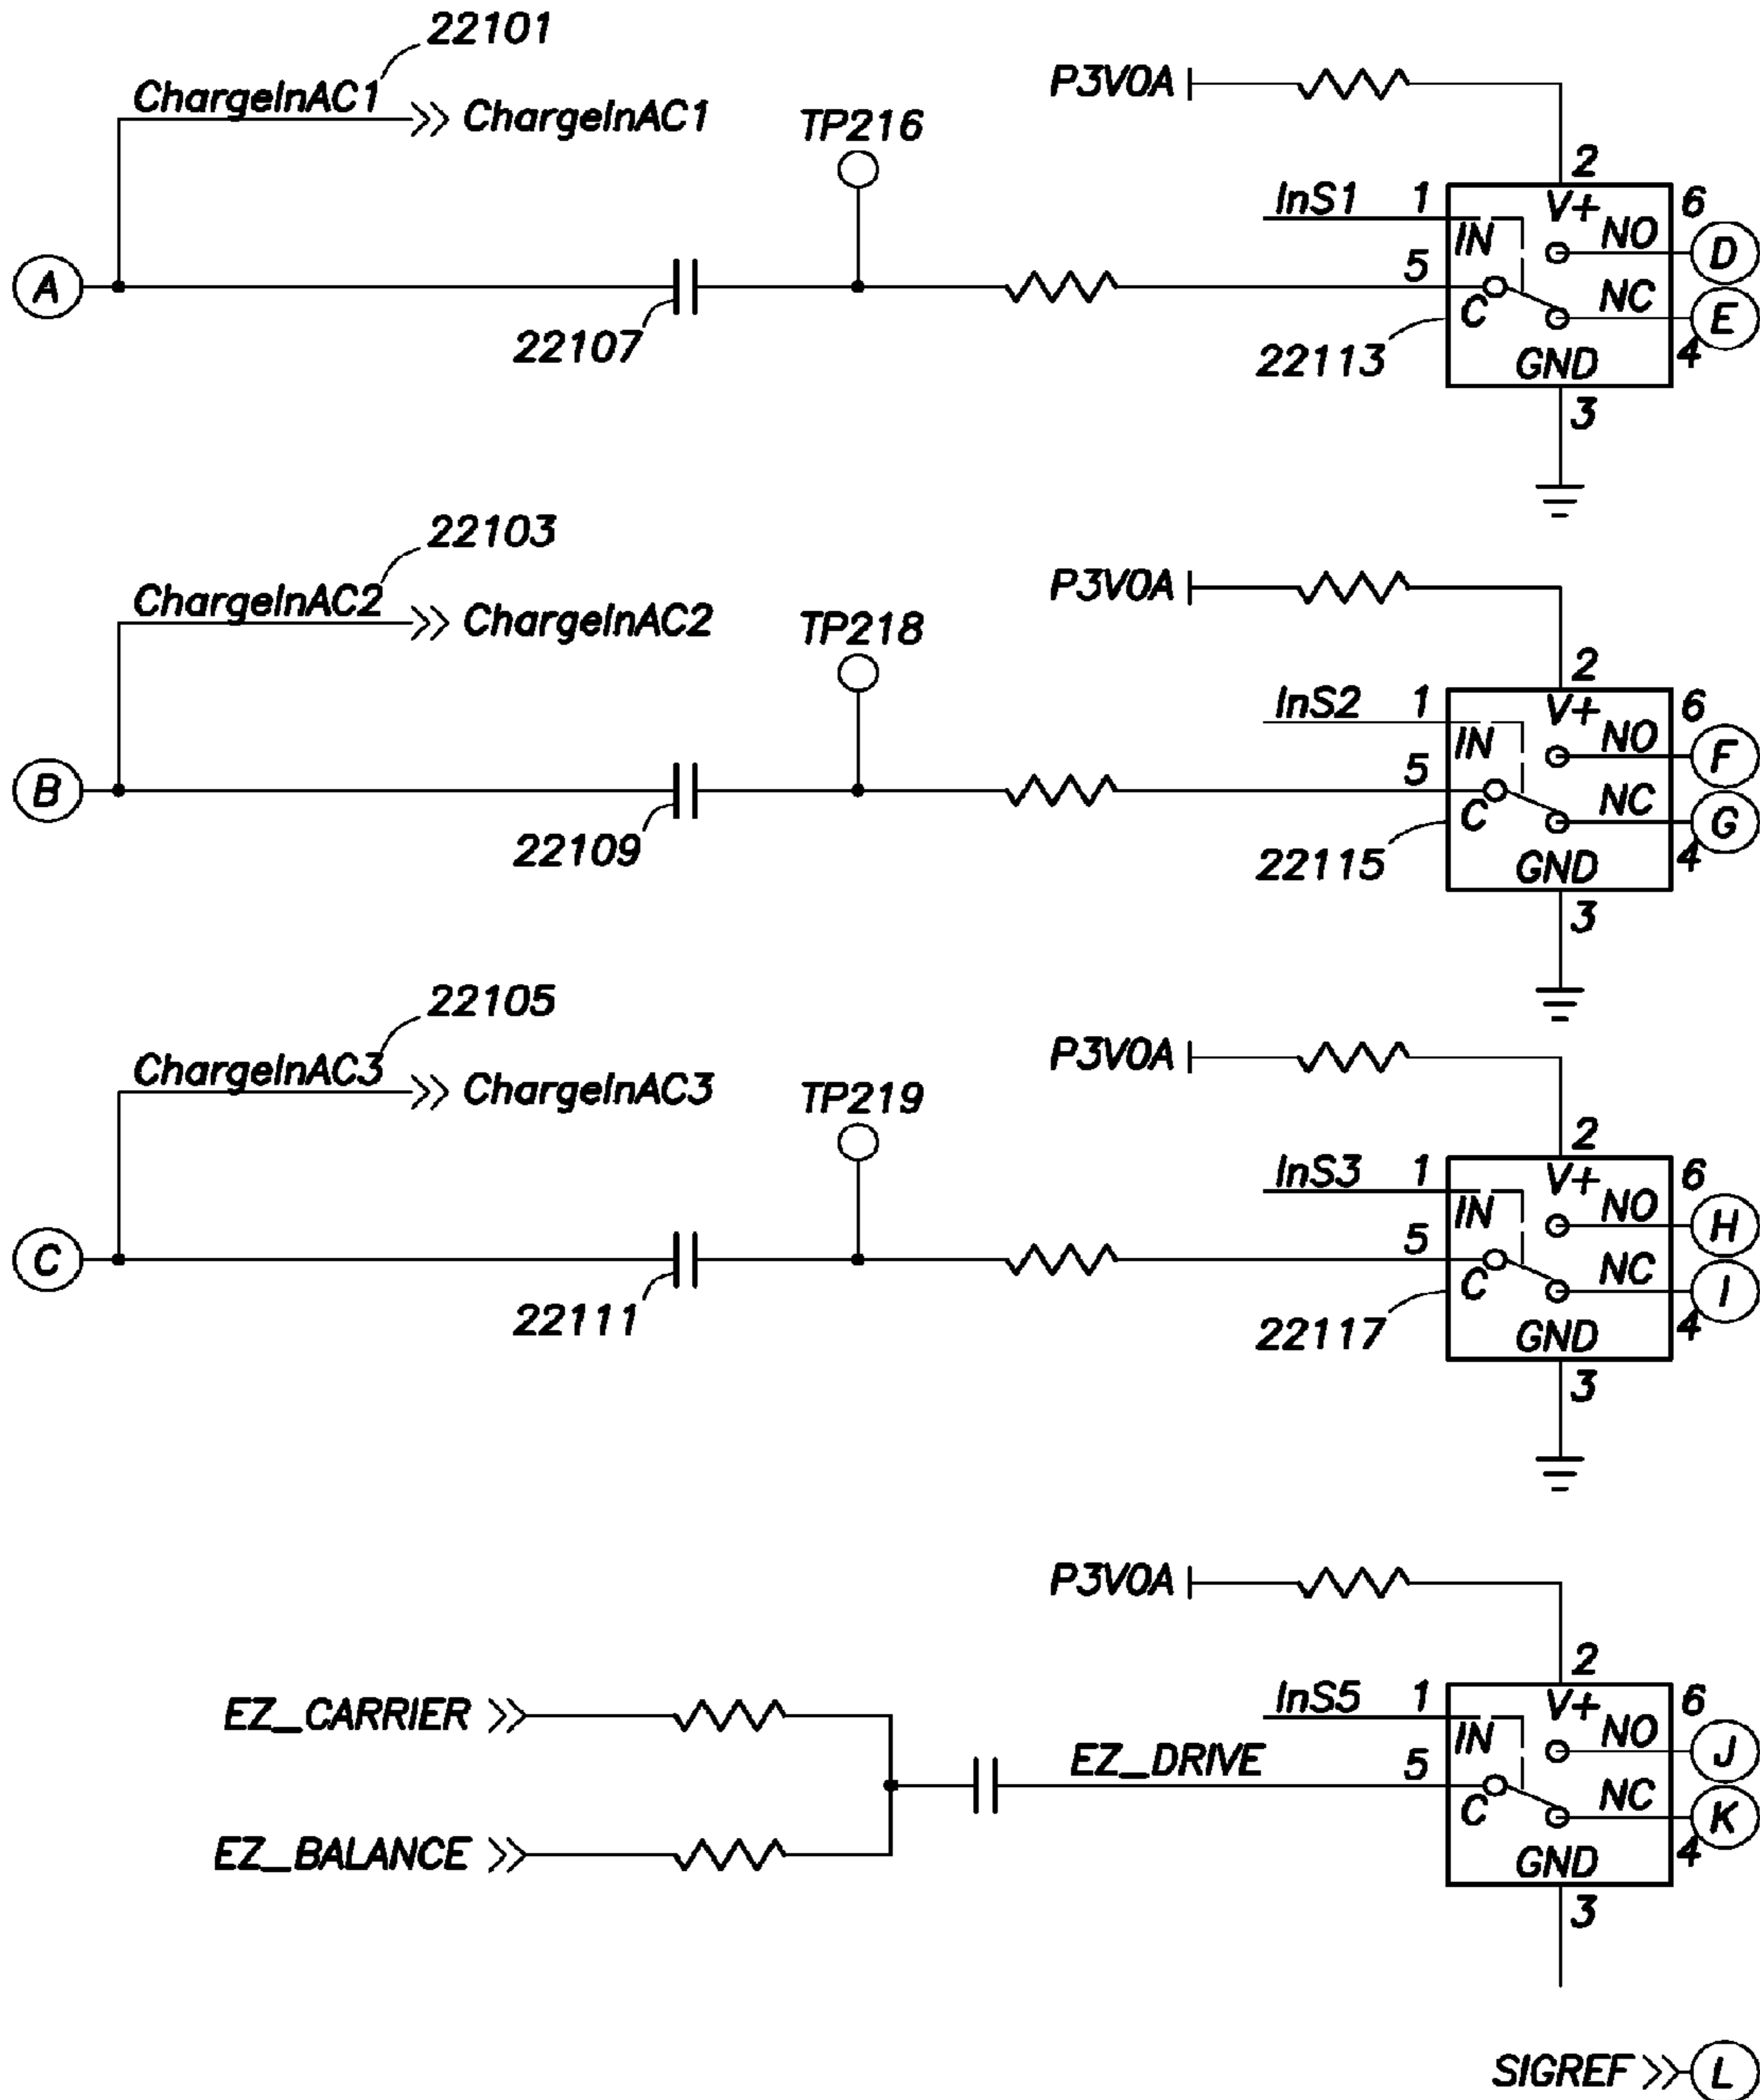 22101
ChargeInAC1 ChargeInAC1
P3V0A
TP216
2
InS1 1 V+ 6
IN NO D
A 5 C NC E
22107 22113 GND 4
3
22103
ChargeInAC2 ChargeInAC2
P3V0A
TP218
2
InS2 1 V+ 6
IN NO F
B 5 C NC G
22109 22115 GND 4
3
22105
ChargeInAC3 ChargeInAC3
P3V0A
TP219
2
InS3 1 V+ 6
IN NO H
C 5 C NC I
22111 22117 GND 4
3
P3V0A
2
EZ_CARRIER InS5 1 V+ 6
IN NO J
EZ_DRIVE 5 C NC K
EZ_BALANCE GND 4
3
SIGREF L